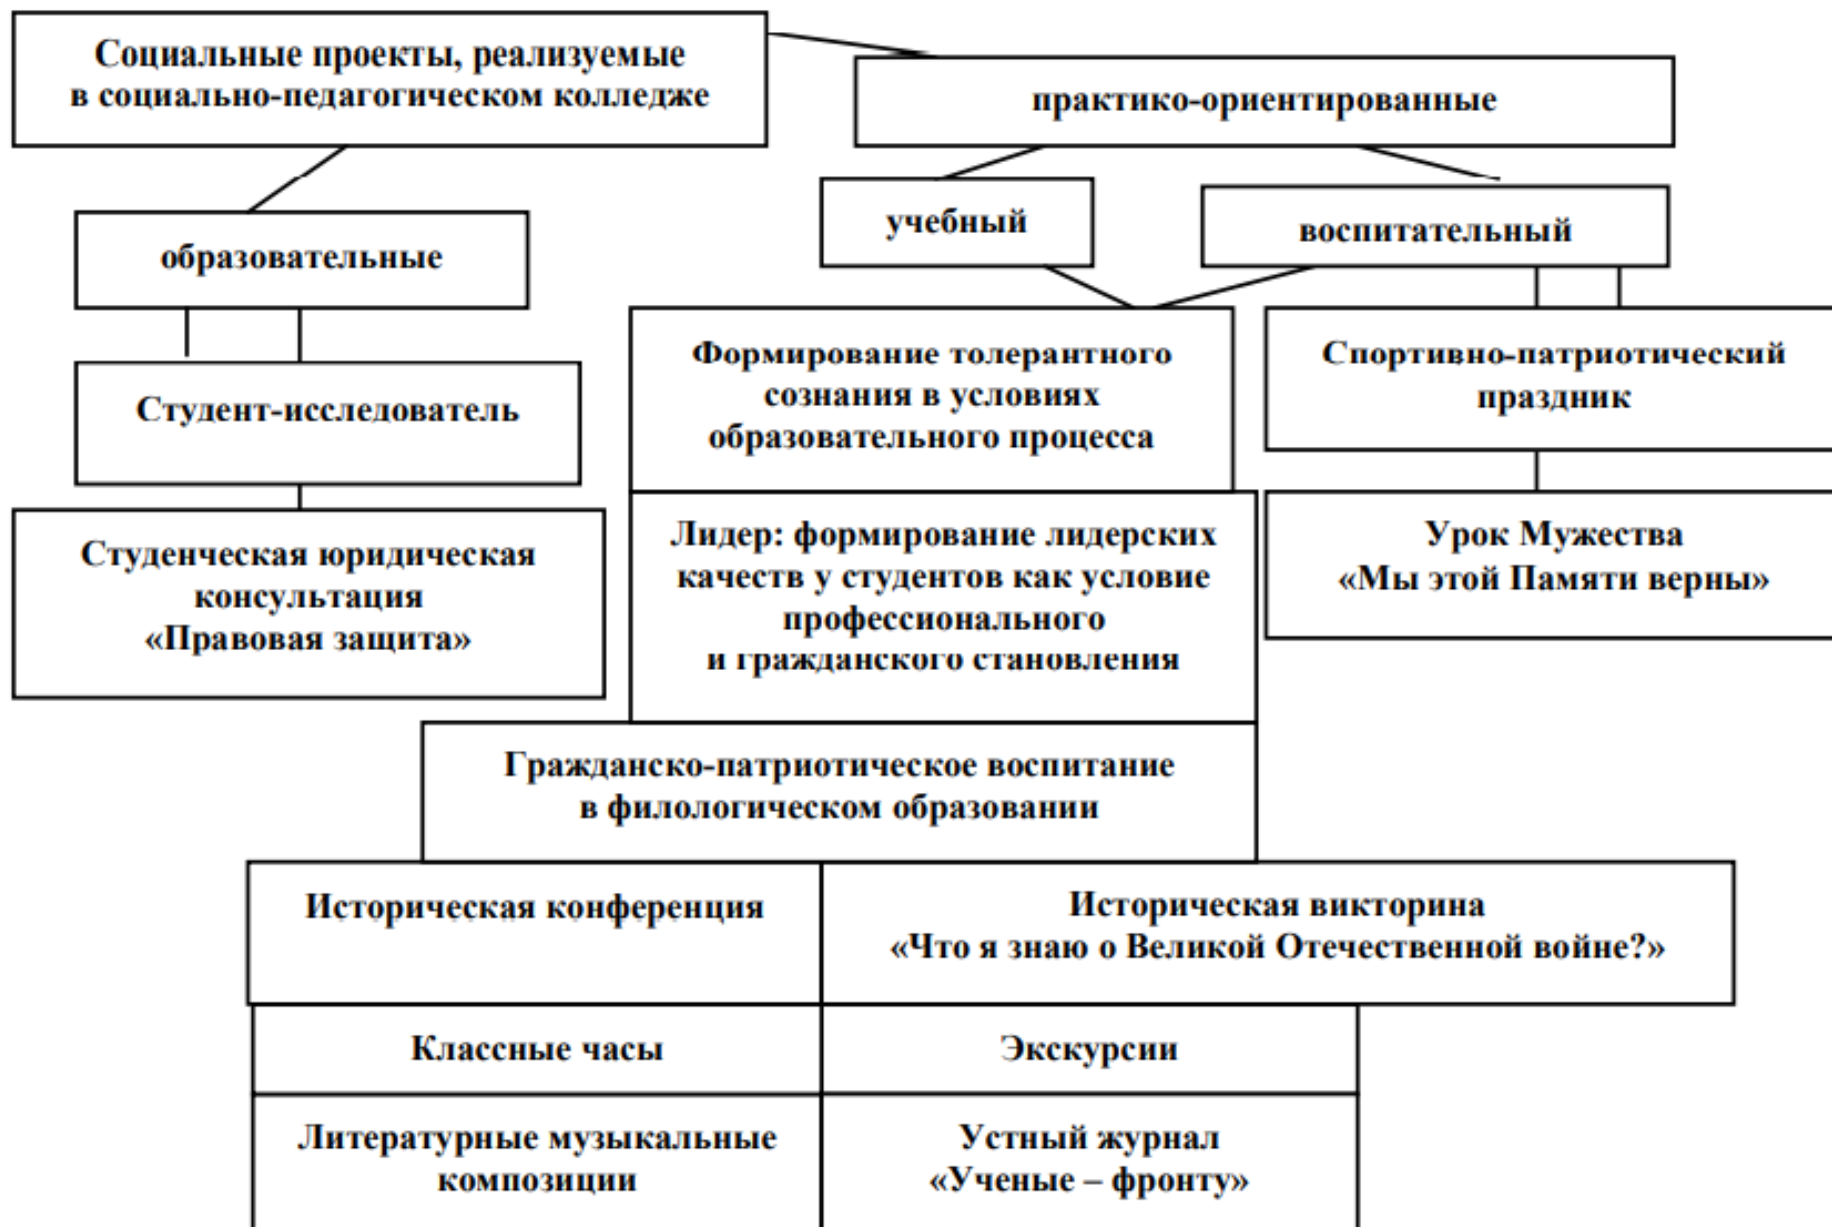 Социальные проекты, реализуемые
в социально-педагогическом колледже
практико-ориентированные
учебный
воспитательный
образовательные
Формирование толерантного
сознания в условиях
образовательного процесса
Спортивно-патриотический
праздник
Студент-исследователь
Студенческая юридическая
консультация
«Правовая защита»
Лидер: формирование лидерских
качеств у студентов как условие
профессионального
и гражданского становления
Урок Мужества
«Мы этой Памяти верны»
Гражданско-патриотическое воспитание
в филологическом образовании
Историческая конференция
Историческая викторина
«Что я знаю о Великой Отечественной войне?»
Классные часы
Экскурсии
Литературные музыкальные
композиции
Устный журнал
«Ученые – фронту»